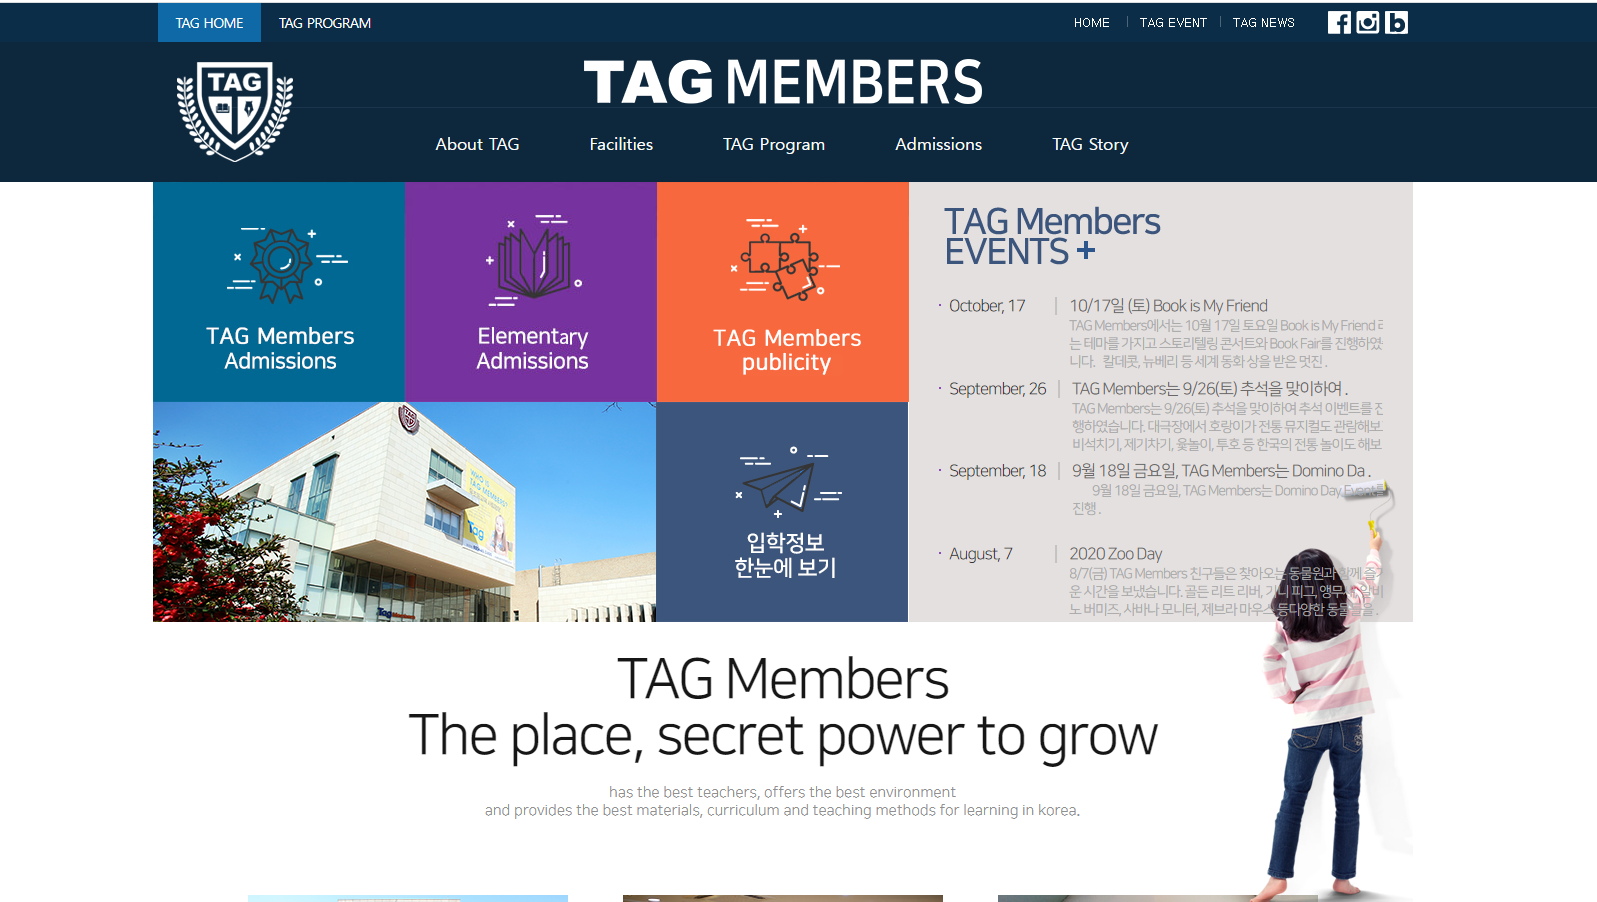 TAG HOME
TAG PROGRAM
HOME
TAG EVENT
TAG NEWS
TAG
TAG MEMBERS
About TAG
Facilities
TAG Program
Admissions
TAG Story
TAG Members
Admissions
Elementary
Admissions
TAG Members
publicity
입학정보
한눈에 보기
TAG Members
EVENTS +
· October, 17 | 10/17일 (토) Book is My Friend
TAG Members에서는 10월 17일 토요일 Book is My Friend 라
는 테마를 가지고 스토리텔링 콘서트와 Book Fair를 진행하였
니다. 칼데콧, 뉴베리 등 세계 동화 상을 받은 멋진 .
· September, 26 | TAG Members는 9/26(토) 추석을 맞이하여 .
TAG Members는 9/26(토) 추석을 맞이하여 추석 이벤트를 진
행하였습니다. 대극장에서 호랑이가 전통 뮤지컬도 관람해보
비석치기, 제기차기, 윷놀이, 투호 등 한국의 전통 놀이도 해보
· September, 18 | 9월 18일 금요일, TAG Members는 Domino Da .
9월 18일 금요일, TAG Members는 Domino Day Event를
진행 .
· August, 7 | 2020 Zoo Day
8/7(금) TAG Members 친구들은 찾아오는 동물원과 함께 즐거
운 시간을 보냈습니다. 골든 리트 리버, 기니 피그, 앵무새,
노 버미즈, 사바나 모니터, 제브라 마우스 등다양한 동물들을 .
TAG Members
The place, secret power to grow
has the best teachers, offers the best environment
and provides the best materials, curriculum and teaching methods for learning in korea.